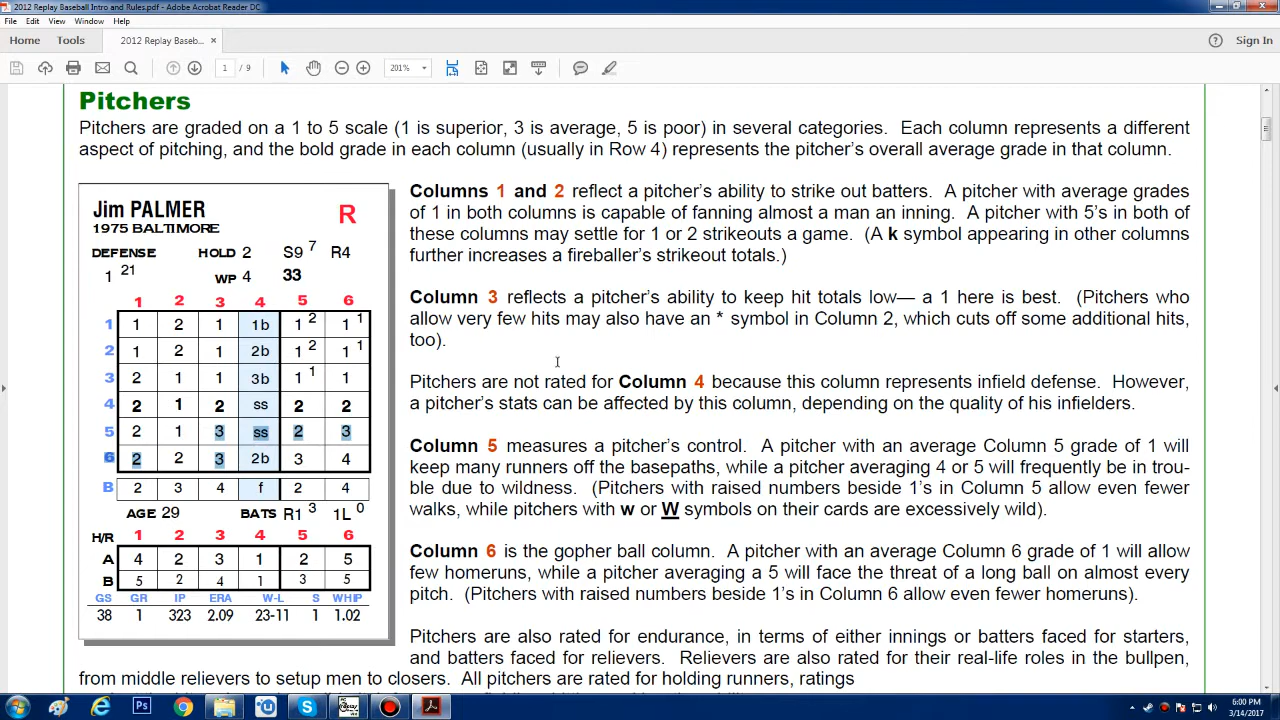 2012 Replay Baseball Intro and Rules.pdf - Adobe Acrobat Reader DC
File Edit View Window Help
Home Tools 2012 Replay Baseb... × ? Sign In
1 / 9 201%
Pitchers
Pitchers are graded on a 1 to 5 scale (1 is superior, 3 is average, 5 is poor) in several categories. Each column represents a different
aspect of pitching, and the bold grade in each column (usually in Row 4) represents the pitcher's overall average grade in that column.
Jim PALMER R
1975 BALTIMORE
DEFENSE HOLD 2 S9 7 R4
1 21 WP 4 33
1 2 3 4 5 6
1 1 2 1 1b 1 2 1 1
2 1 2 1 2b 1 2 1 1
3 2 1 1 3b 1 1 1
4 2 1 2 ss 2 2
5 2 1 3 ss 2 3
6 2 2 3 2b 3 4
B 2 3 4 f 2 4
AGE 29 BATS R1 3 1L 0
H/R 1 2 3 4 5 6
A 4 2 3 1 2 5
B 5 2 4 1 3 5
GS GR IP ERA W-L S WHIP
38 1 323 2.09 23-11 1 1.02
Columns 1 and 2 reflect a pitcher's ability to strike out batters. A pitcher with average grades
of 1 in both columns is capable of fanning almost a man an inning. A pitcher with 5's in both of
these columns may settle for 1 or 2 strikeouts a game. (A k symbol appearing in other columns
further increases a fireballer's strikeout totals.)
Column 3 reflects a pitcher's ability to keep hit totals low— a 1 here is best. (Pitchers who
allow very few hits may also have an * symbol in Column 2, which cuts off some additional hits,
too).
Pitchers are not rated for Column 4 because this column represents infield defense. However,
a pitcher's stats can be affected by this column, depending on the quality of his infielders.
Column 5 measures a pitcher's control. A pitcher with an average Column 5 grade of 1 will
keep many runners off the basepaths, while a pitcher averaging 4 or 5 will frequently be in trou-
ble due to wildness. (Pitchers with raised numbers beside 1's in Column 5 allow even fewer
walks, while pitchers with w or W symbols on their cards are excessively wild).
Column 6 is the gopher ball column. A pitcher with an average Column 6 grade of 1 will allow
few homeruns, while a pitcher averaging a 5 will face the threat of a long ball on almost every
pitch. (Pitchers with raised numbers beside 1's in Column 6 allow even fewer homeruns).
Pitchers are also rated for endurance, in terms of either innings or batters faced for starters,
and batters faced for relievers. Relievers are also rated for their real-life roles in the bullpen,
from middle relievers to setup men to closers. All pitchers are rated for holding runners, ratings
6:00 PM
3/14/2017